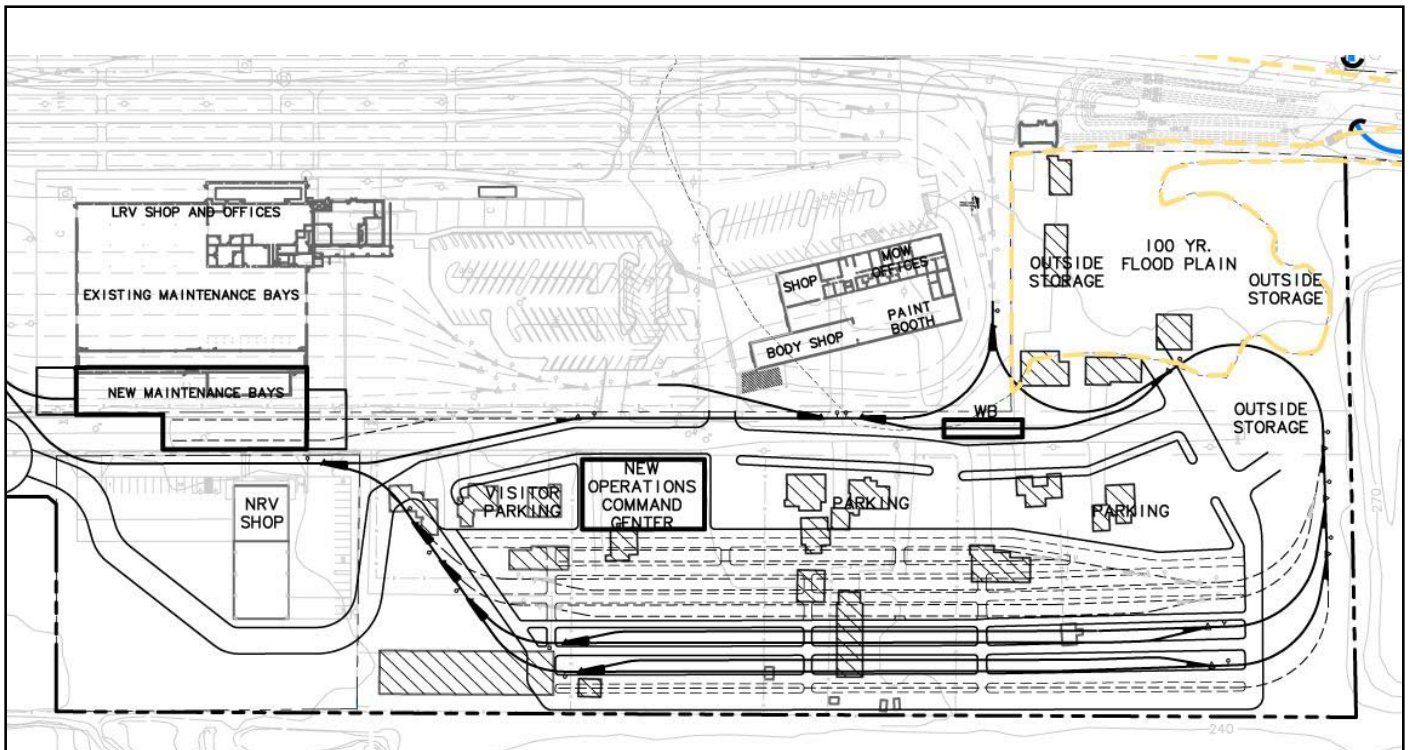 LRV SHOP AND OFFICES
EXISTING MAINTENANCE BAYS
NEW MAINTENANCE BAYS
NRV
SHOP
SHOP
MOW
OFFICES
PAINT
BOOTH
BODY SHOP
100 YR.
FLOOD PLAIN
OUTSIDE
STORAGE
OUTSIDE
STORAGE
OUTSIDE
STORAGE
WB
VISITOR
PARKING
NEW
OPERATIONS
COMMAND
CENTER
PARKING
PARKING
270
240